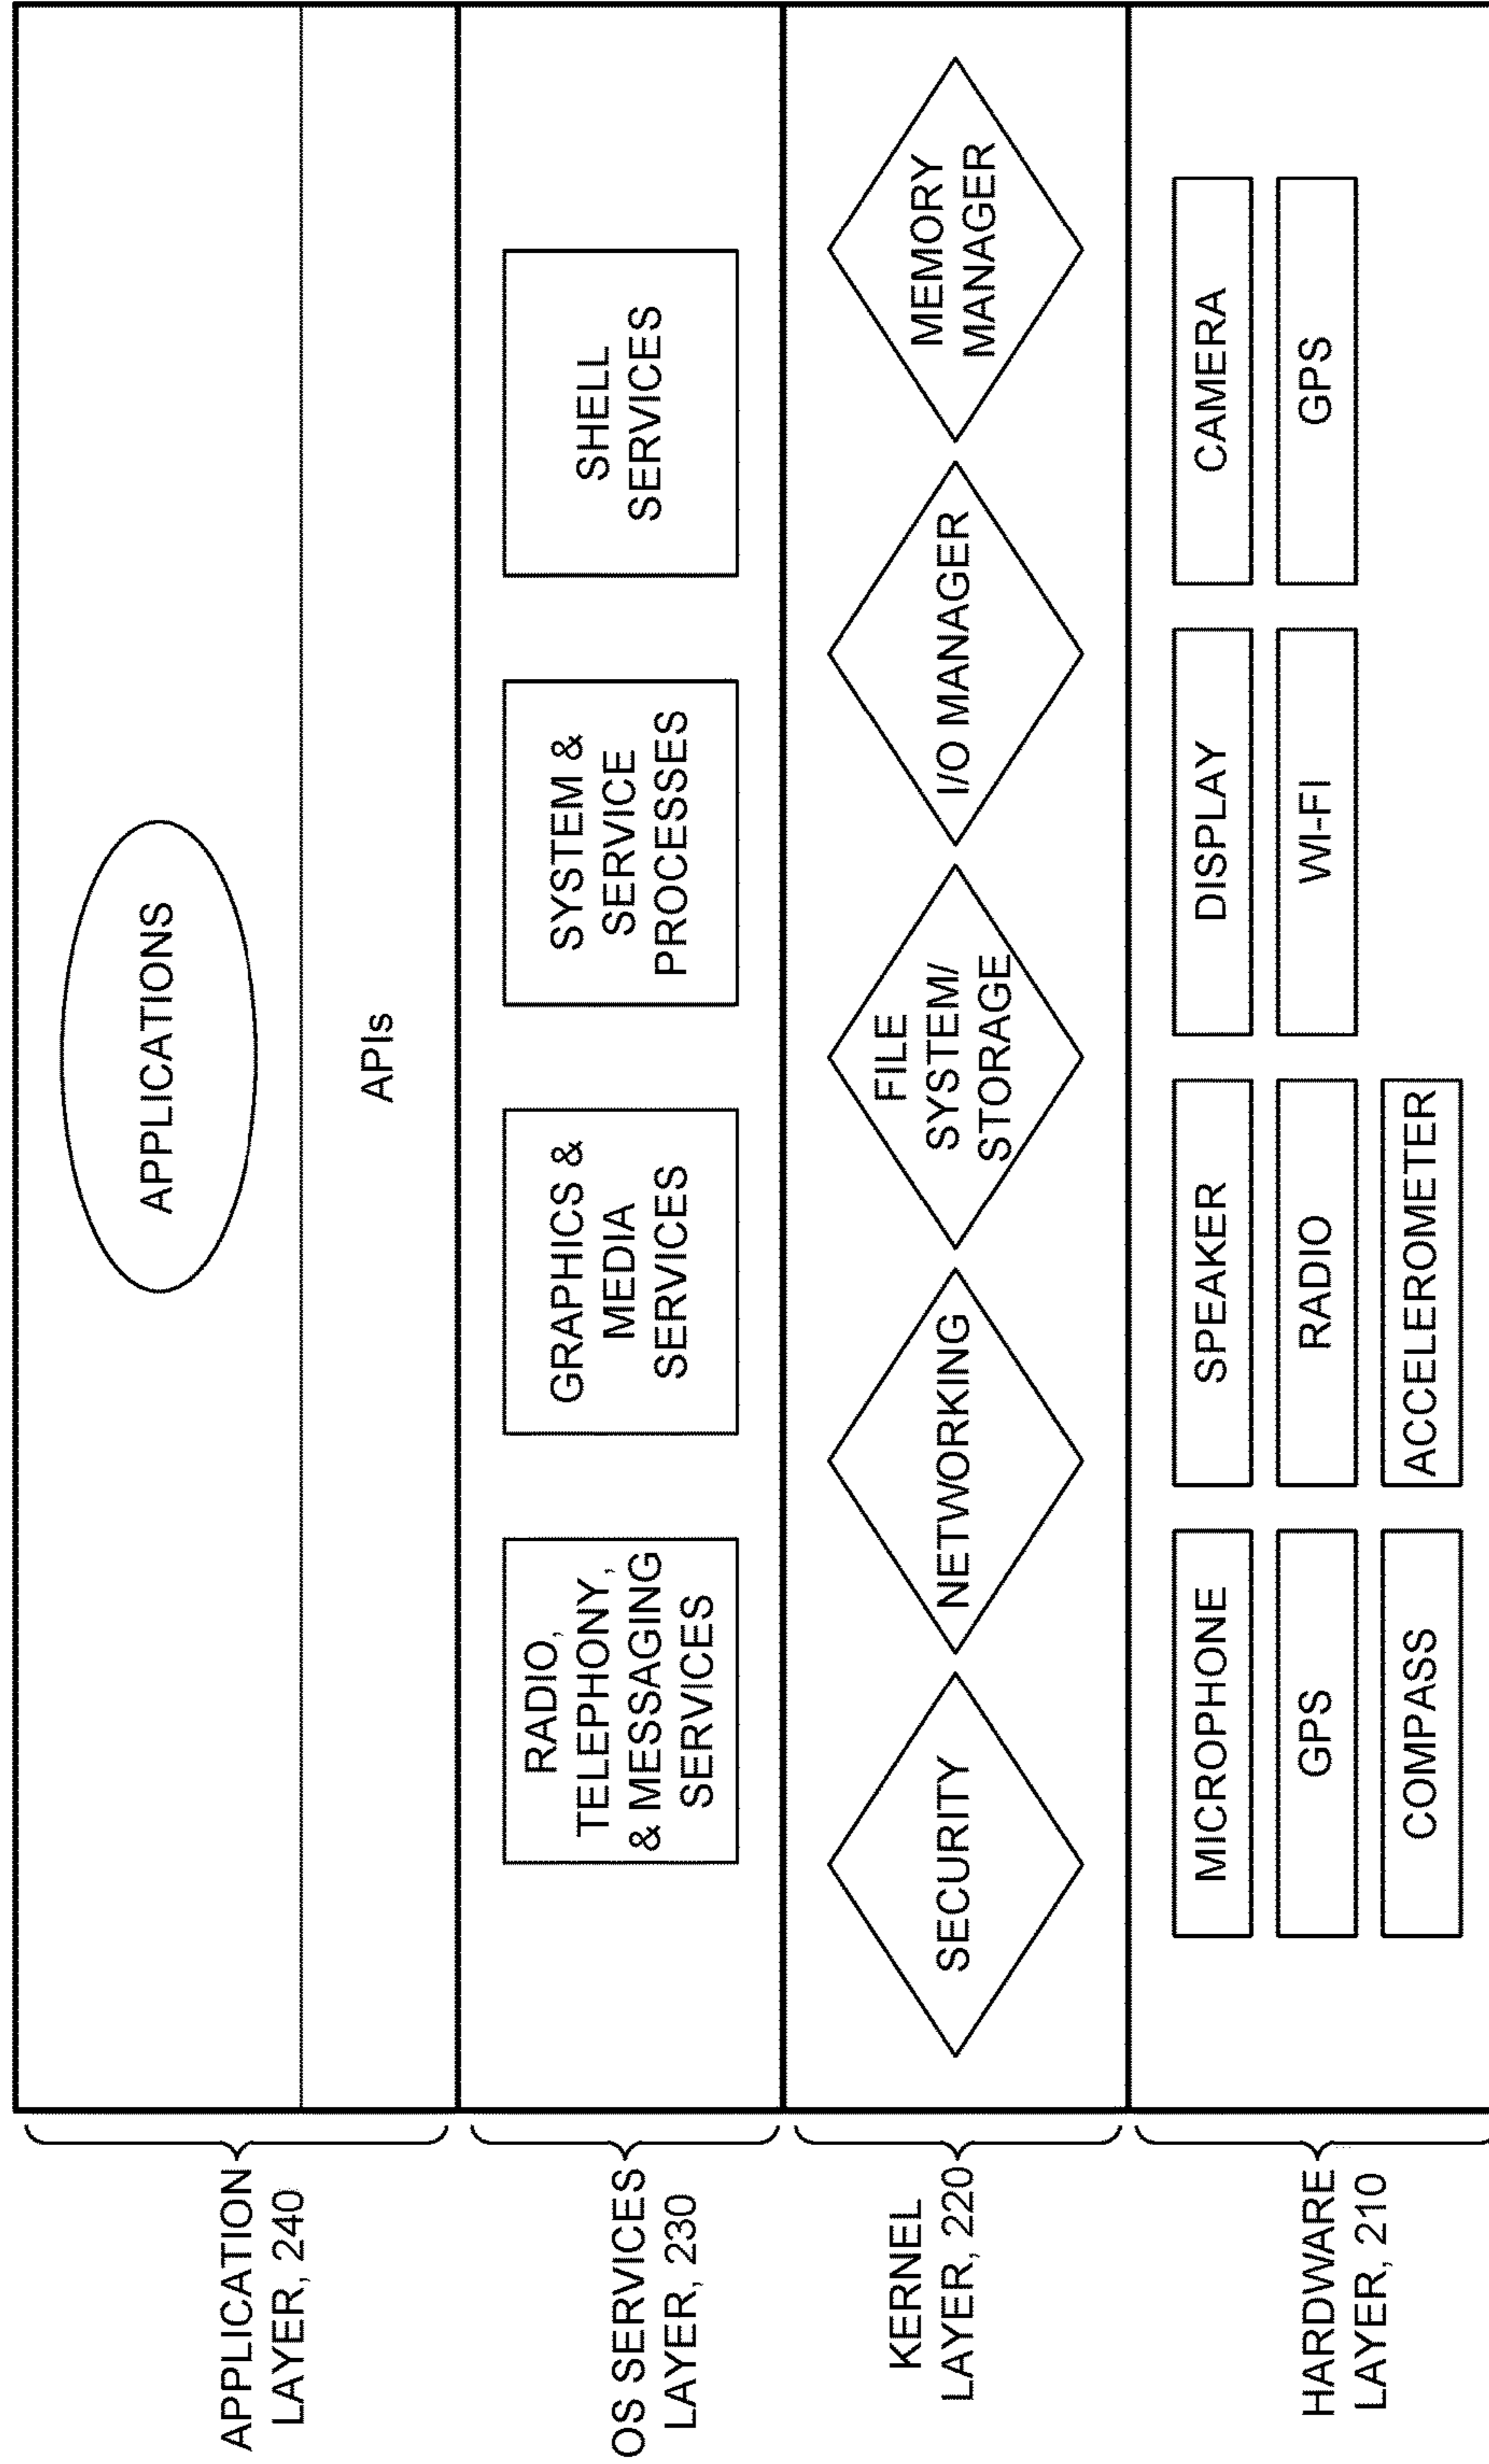 APPLICATION
LAYER, 240
APPLICATIONS
APIs
OS SERVICES
LAYER, 230
RADIO,
TELEPHONY,
& MESSAGING
SERVICES
GRAPHICS &
MEDIA
SERVICES
SYSTEM &
SERVICE
PROCESSES
SHELL
SERVICES
KERNEL
LAYER, 220
SECURITY
NETWORKING
FILE
SYSTEM/
STORAGE
I/O MANAGER
MEMORY
MANAGER
HARDWARE
LAYER, 210
MICROPHONE
SPEAKER
DISPLAY
CAMERA
GPS
RADIO
WI-FI
GPS
COMPASS
ACCELEROMETER